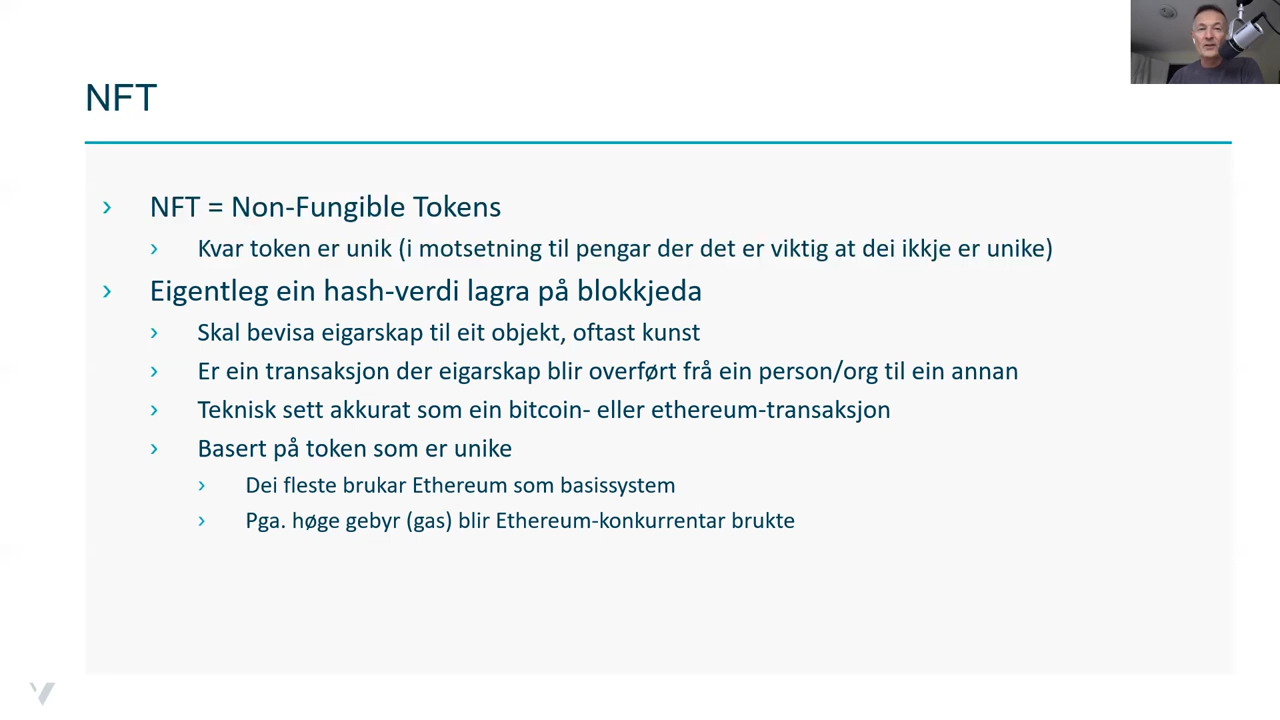 NFT
NFT = Non-Fungible Tokens
Kvar token er unik (i motsetning til pengar der det er viktig at dei ikkje er unike)
Eigentleg ein hash-verdi lagra på blokkjeda
Skal bevisa eigarskap til eit objekt, oftast kunst
Er ein transaksjon der eigarskap blir overført frå ein person/org til ein annan
Teknisk sett akkurat som ein bitcoin- eller ethereum-transaksjon
Basert på token som er unike
Dei fleste brukar Ethereum som basissystem
Pga. høge gebyr (gas) blir Ethereum-konkurrentar brukte